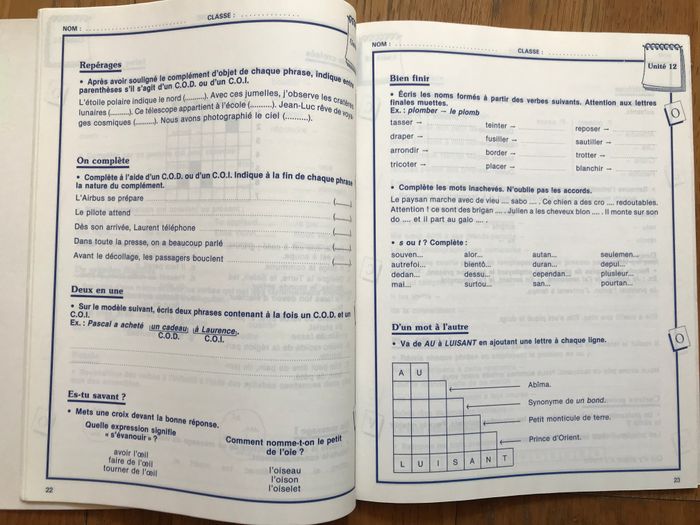 NOM : CLASSE :
Repérages
• Après avoir souligné le complément d'objet de chaque phrase, indique entre
parenthèses s'il s'agit d'un C.O.D. ou d'un C.O.I.
L'étoile polaire indique le nord (..........). Avec ces jumelles, j'observe les cratères
lunaires (..........). Ce télescope appartient à l'école (..........). Jean-Luc rêve de voya-
ges cosmiques (..........). Nous avons photographié le ciel (..........).
On complète
• Complète à l'aide d'un C.O.D. ou d'un C.O.I. Indique à la fin de chaque phrase
la nature du complément.
L'Airbus se prépare
Le pilote attend
Dès son arrivée, Laurent téléphone
Dans toute la presse, on a beaucoup parlé
Avant le décollage, les passagers bouclent
Deux en une
• Sur le modèle suivant, écris deux phrases contenant à la fois un C.O.D. et un
C.O.I.
Ex. : Pascal a acheté un cadeau à Laurence.
C.O.D. C.O.I.
Es-tu savant ?
• Mets une croix devant la bonne réponse.
Quelle expression signifie
« s'évanouir » ?
avoir l'œil
faire de l'œil
tourner de l'œil
Comment nomme-t-on le petit
de l'oie ?
l'oiseau
l'oison
l'oiselet
22
NOM : CLASSE :
Unité 12
Bien finir
• Écris les noms formés à partir des verbes suivants. Attention aux lettres
finales muettes.
Ex. : plomber → le plomb
O
tasser → teinter → reposer →
draper → fusiller → sautiller →
arrondir → border → trotter →
tricoter → placer → blanchir →
• Complète les mots inachevés. N'oublie pas les accords.
Le paysan marche avec de vieu .... sabo .... . Ce chien a des cro .... redoutables.
Attention ! ce sont des brigan .... . Julien a les cheveux blon .... . Il monte sur son
do .... et il part au galo .... .
• s ou t ? Complète :
souven... alor... autan... seulemen...
autrefoi... bientô... duran... depui...
dedan... dessu... cependan... plusieur...
mai... surtou... san... pourtan...
D'un mot à l'autre
O
• Va de AU à LUISANT en ajoutant une lettre à chaque ligne.
A U
Abîma.
Synonyme de un bond.
Petit monticule de terre.
Prince d'Orient.
L U I S A N T
23